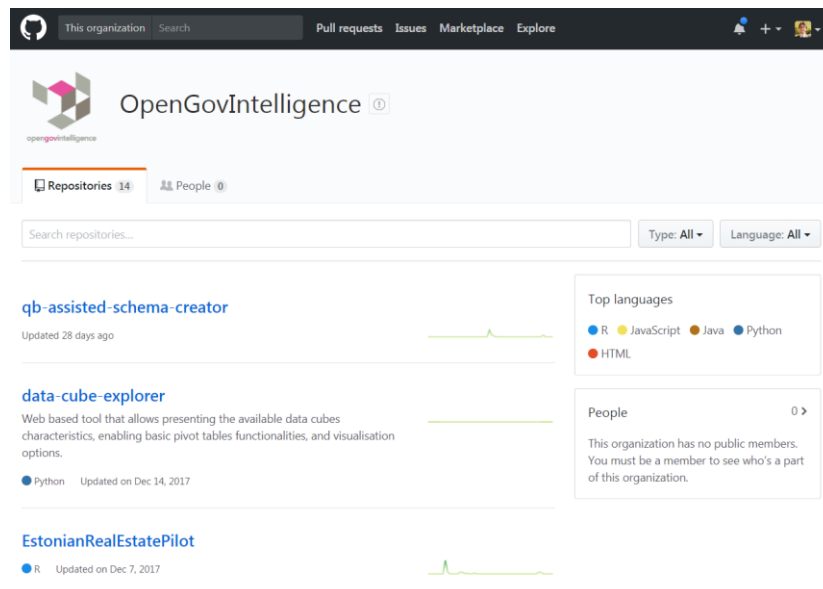 This organization Search Pull requests Issues Marketplace Explore
opengovintelligence
OpenGovIntelligence
Repositories 14 People 0
Search repositories... Type: All Language: All
qb-assisted-schema-creator
Updated 28 days ago
data-cube-explorer
Web based tool that allows presenting the available data cubes
characteristics, enabling basic pivot tables functionalities, and visualisation
options.
Python Updated on Dec 14, 2017
EstonianRealEstatePilot
R Updated on Dec 7, 2017
Top languages
R JavaScript Java Python
HTML
People 0
This organization has no public members.
You must be a member to see who's a part
of this organization.